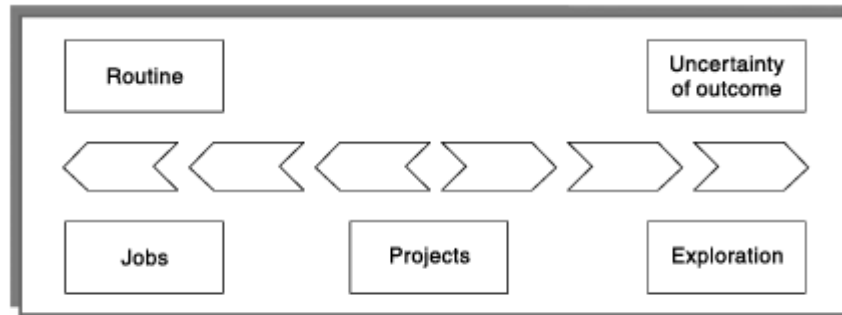 Routine
Uncertainty
of outcome
Jobs
Projects
Exploration